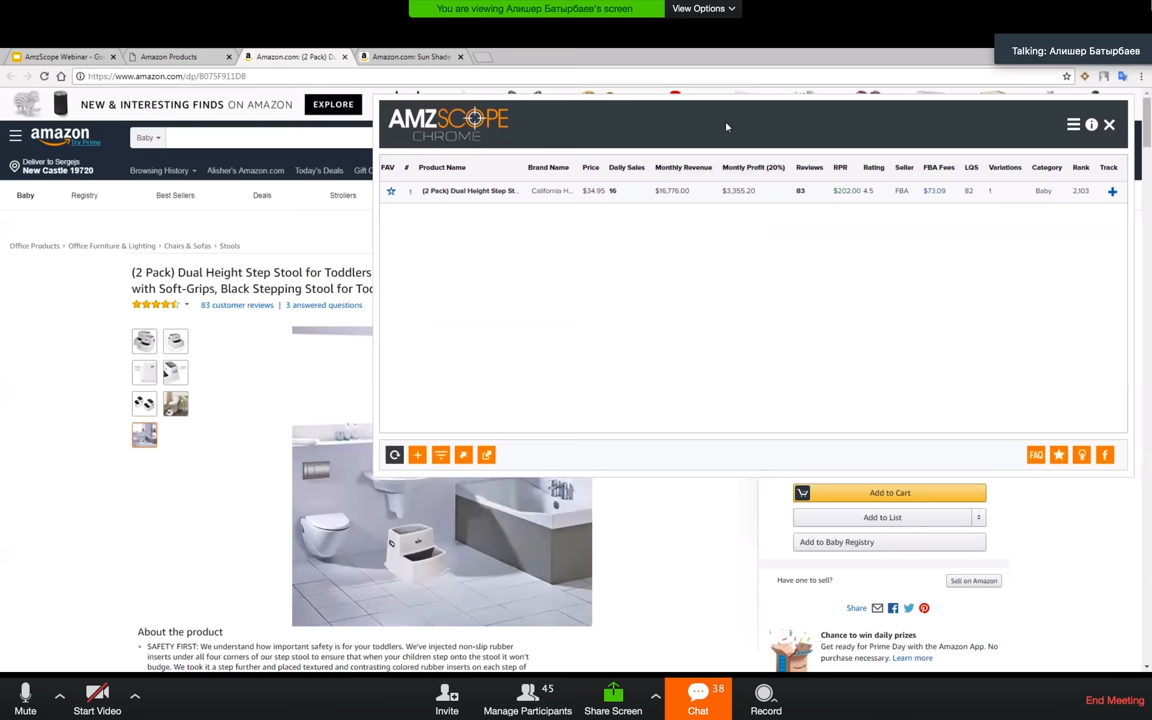 You are viewing Алишер Батырбаев's screen
View Options
Talking: Алишер Батырбаев
AmzScope Webinar - Go
Amazon Products
Amazon.com: (2 Pack) D
Amazon.com: Sun Shade
https://www.amazon.com/dp/B075F911D8
NEW & INTERESTING FINDS ON AMAZON
EXPLORE
AMZSCOPE
CHROME
amazon
Try Prime
Baby
Deliver to Sergejs
New Castle 19720
Browsing History
Alisher's Amazon.com
Today's Deals
Gift C
Baby
Registry
Best Sellers
Deals
Strollers
FAV # Product Name Brand Name Price Daily Sales Monthly Revenue Montly Profit (20%) Reviews RPR Rating Seller FBA Fees LQS Variations Category Rank Track
1 (2 Pack) Dual Height Step St... California H... $34.95 16 $16,776.00 $3,355.20 83 $202.00 4.5 FBA $73.09 82 1 Baby 2,103
Office Products › Office Furniture & Lighting › Chairs & Sofas › Stools
(2 Pack) Dual Height Step Stool for Toddlers
with Soft-Grips, Black Stepping Stool for To
83 customer reviews | 3 answered questions
FAQ
Add to Cart
Add to List
Add to Baby Registry
Have one to sell?
Sell on Amazon
Share
Chance to win daily prizes
Get ready for Prime Day with the Amazon App. No
purchase necessary. Learn more
About the product
SAFETY FIRST: We understand how important safety is for your toddlers. We've injected non-slip rubber
inserts under all four corners of our step stool to ensure that when your children step onto the stool it won't
budge. We took it step further and placed textured and contrasting colored rubber inserts on each step of
Mute
Start Video
Invite
45
Manage Participants
Share Screen
38
Chat
Record
End Meeting